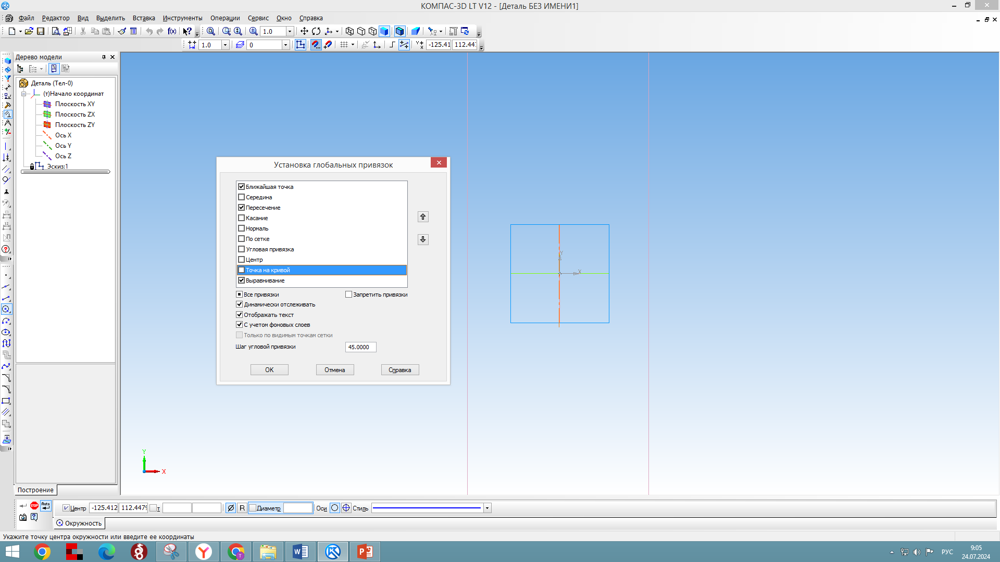 КОМПАС-3D LT V12 - [Деталь БЕЗ ИМЕНИ1]
Файл Редактор Вид Выделить Вставка Инструменты Операции Сервис Окно Справка
f(x) 1.0
1.0 0 -125.41 112.44
Дерево модели
Деталь (Тел-0)
(т)Начало координат
Плоскость XY
Плоскость ZX
Плоскость ZY
Ось X
Ось Y
Ось Z
Эскиз:1
Установка глобальных привязок
Ближайшая точка
Середина
Пересечение
Касание
Нормаль
По сетке
Угловая привязка
Центр
Точка на кривой
Выравнивание
Все привязки Запретить привязки
Динамически отслеживать
Отображать текст
С учетом фоновых слоев
Только по видимым точкам сетки
Шаг угловой привязки 45.0000
OK Отмена Справка
Y
X
Y
X
Построение
STOP Auto Центр -125.412 112.4479 т R Диаметр Оси Стиль
Окружность
Укажите точку центра окружности или введите ее координаты
РУС 9:05
24.07.2024